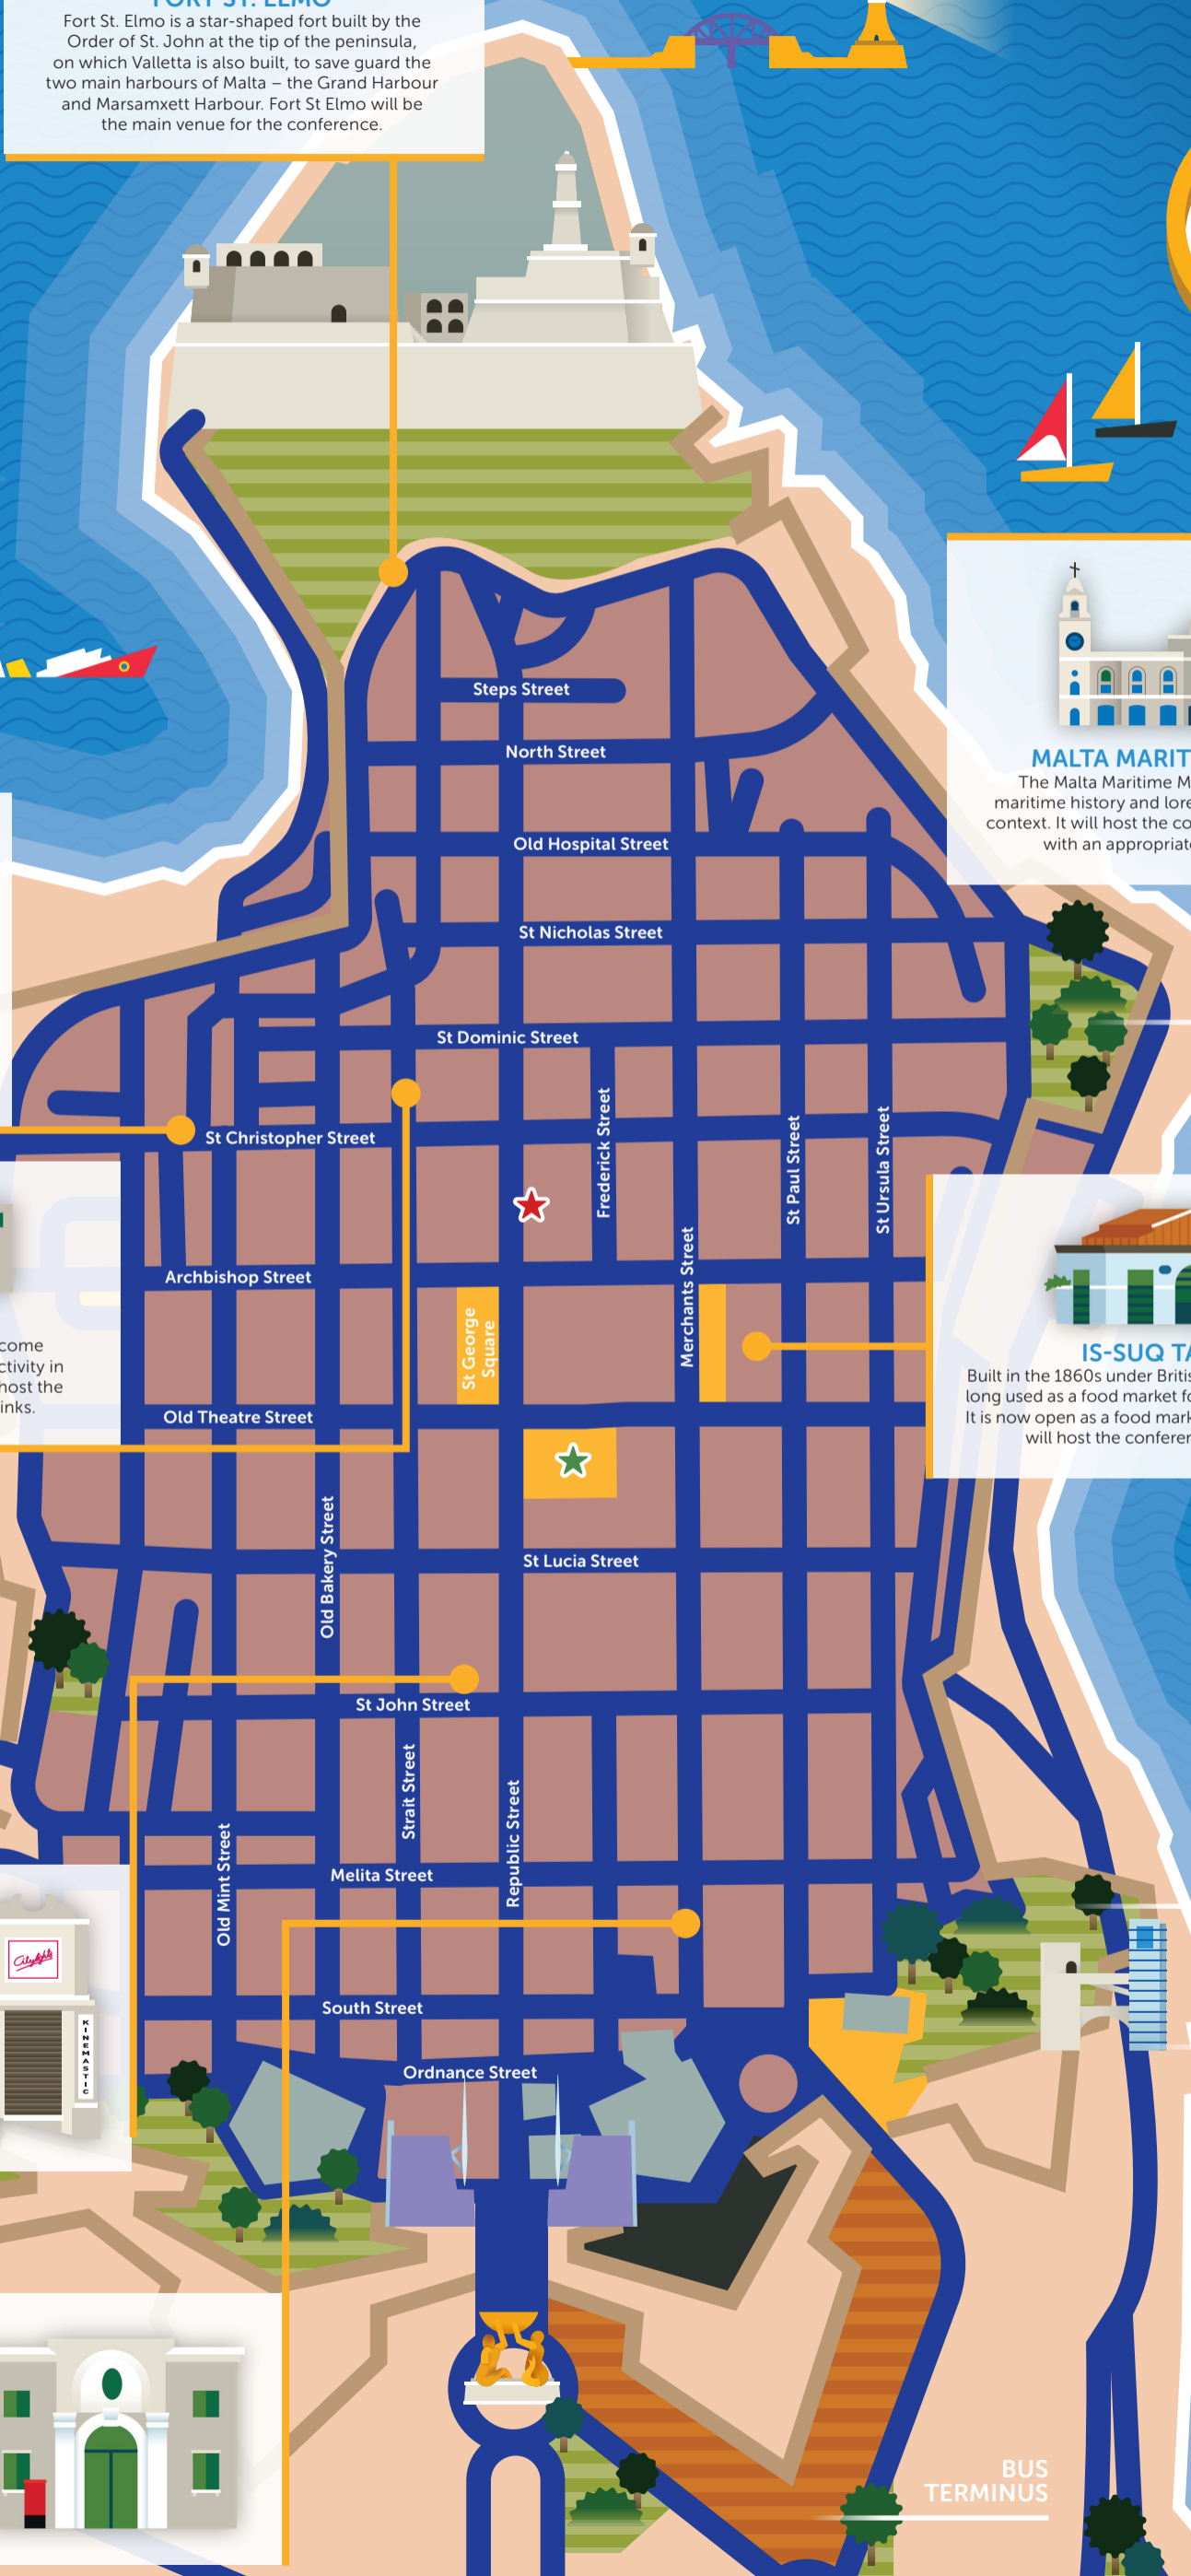 FORT ST. ELMO
Fort St. Elmo is a star-shaped fort built by the
Order of St. John at the tip of the peninsula,
on which Valletta is also built, to save guard the
two main harbours of Malta – the Grand Harbour
and Marsamxett Harbour. Fort St Elmo will be
the main venue for the conference.
MALTA MARIT
The Malta Maritime M
maritime history and lore
context. It will host the co
with an appropriat
Steps Street
North Street
Old Hospital Street
St Nicholas Street
St Dominic Street
St Christopher Street
Frederick Street
St Paul Street
St Ursula Street
Merchants Street
Archbishop Street
St George
Square
come
ctivity in
host the
inks.
IS-SUQ TA
Built in the 1860s under Britis
long used as a food market fo
It is now open as a food mark
will host the conferen
Old Theatre Street
Old Bakery Street
St Lucia Street
St John Street
Strait Street
Republic Street
Old Mint Street
Melita Street
Citylights
KINEMASTIC
South Street
Ordnance Street
BUS
TERMINUS